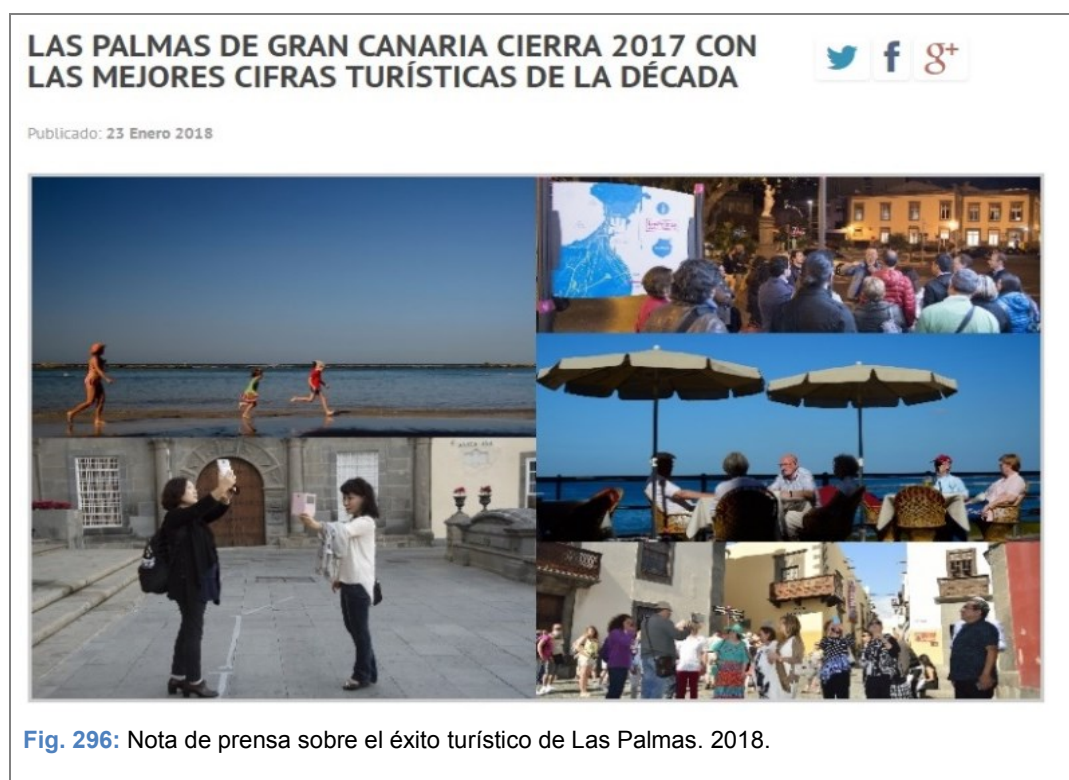 LAS PALMAS DE GRAN CANARIA CIERRA 2017 CON
LAS MEJORES CIFRAS TURÍSTICAS DE LA DÉCADA
Publicado: 23 Enero 2018
Fig. 296: Nota de prensa sobre el éxito turístico de Las Palmas. 2018.